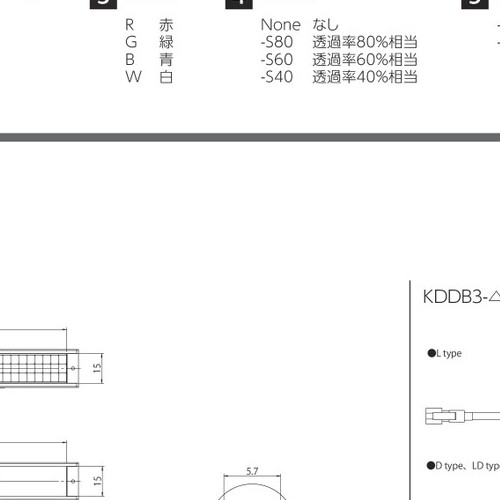 R 赤
G 緑
B 青
W 白
None なし
-S80 透過率80%相当
-S60 透過率60%相当
-S40 透過率40%相当
KDDB3-△
●L type
15
●D type、LD typ
15
5.7